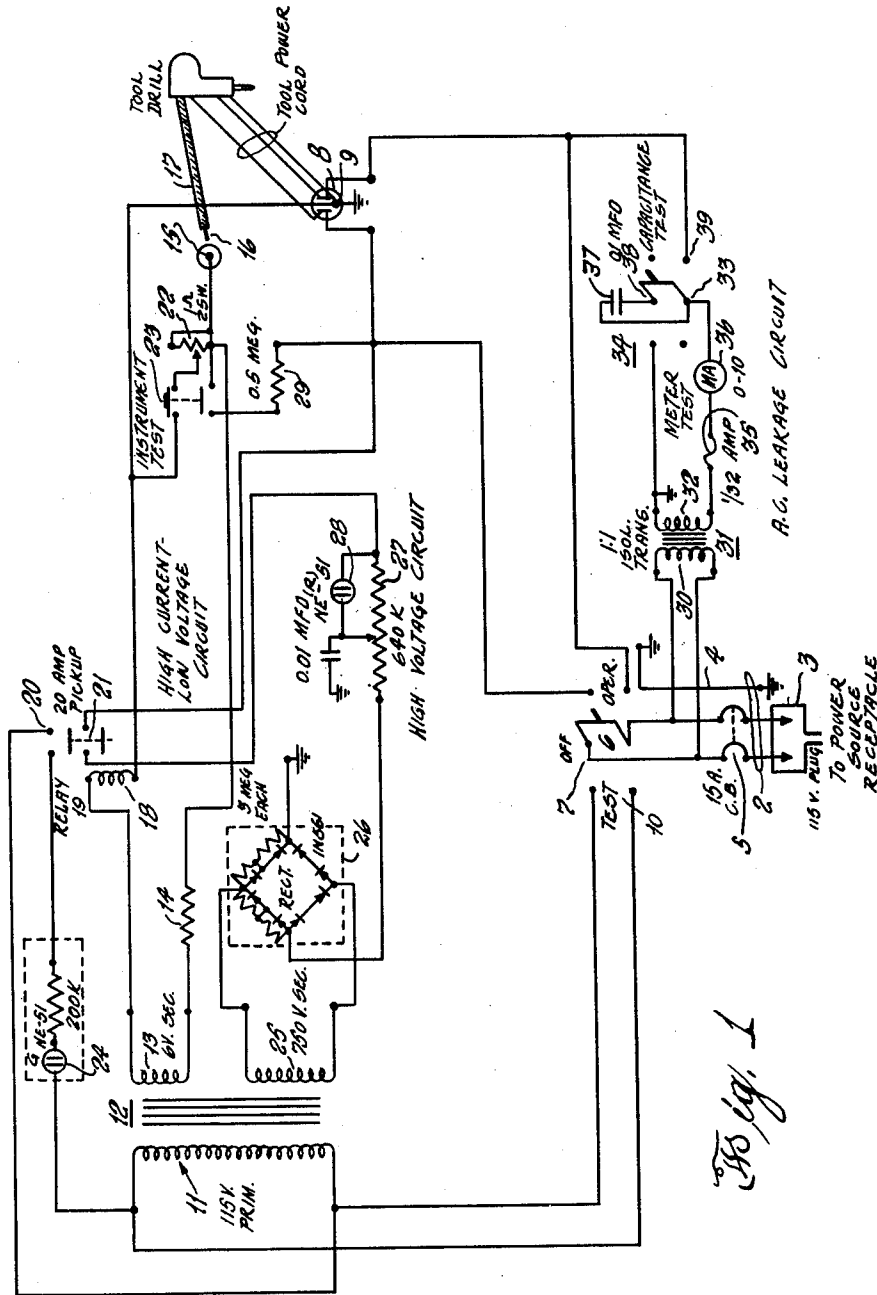 TOOL
DRILL
TOOL POWER
CORD
17
15
16
8
9
INSTRUMENT
TEST
23
22
1Ω
25W.
0.5 MEG.
29
20
20 AMP
PICKUP
21
RELAY
19
18
HIGH CURRENT-
LOW VOLTAGE
CIRCUIT
0.01 MFD
(R)
NE-51
28
27
640 K
HIGH VOLTAGE CIRCUIT
G
NE-51
200K
24
14
3 MEG
EACH
RECT.
IN561
26
13
6V. SEC.
25
750 V. SEC.
12
11
115V.
PRIM.
OFF
7
6
OPER.
TEST
10
15A.
C.B.
5
2
4
3
115 V. PLUG
TO POWER
SOURCE
RECEPTACLE
1:1
ISOL. TRANS.
30
31
32
1/32 AMP
35
METER
TEST
34
MA
0-10
36
33
37
.01 MFD
38
CAPACITANCE
TEST
39
A.C. LEAKAGE CIRCUIT
Fig. 1